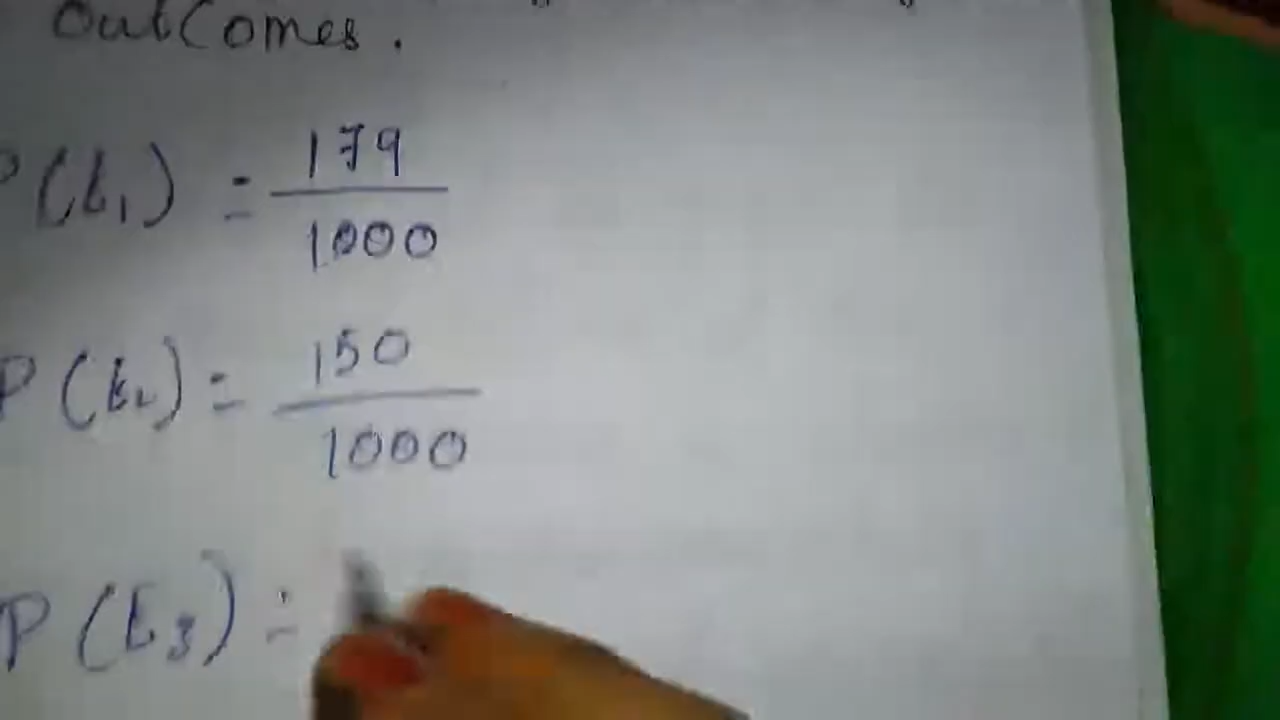 outcomes.
P(E₁) = 179/1000
P(E₂) = 150/1000
P(E₃) =